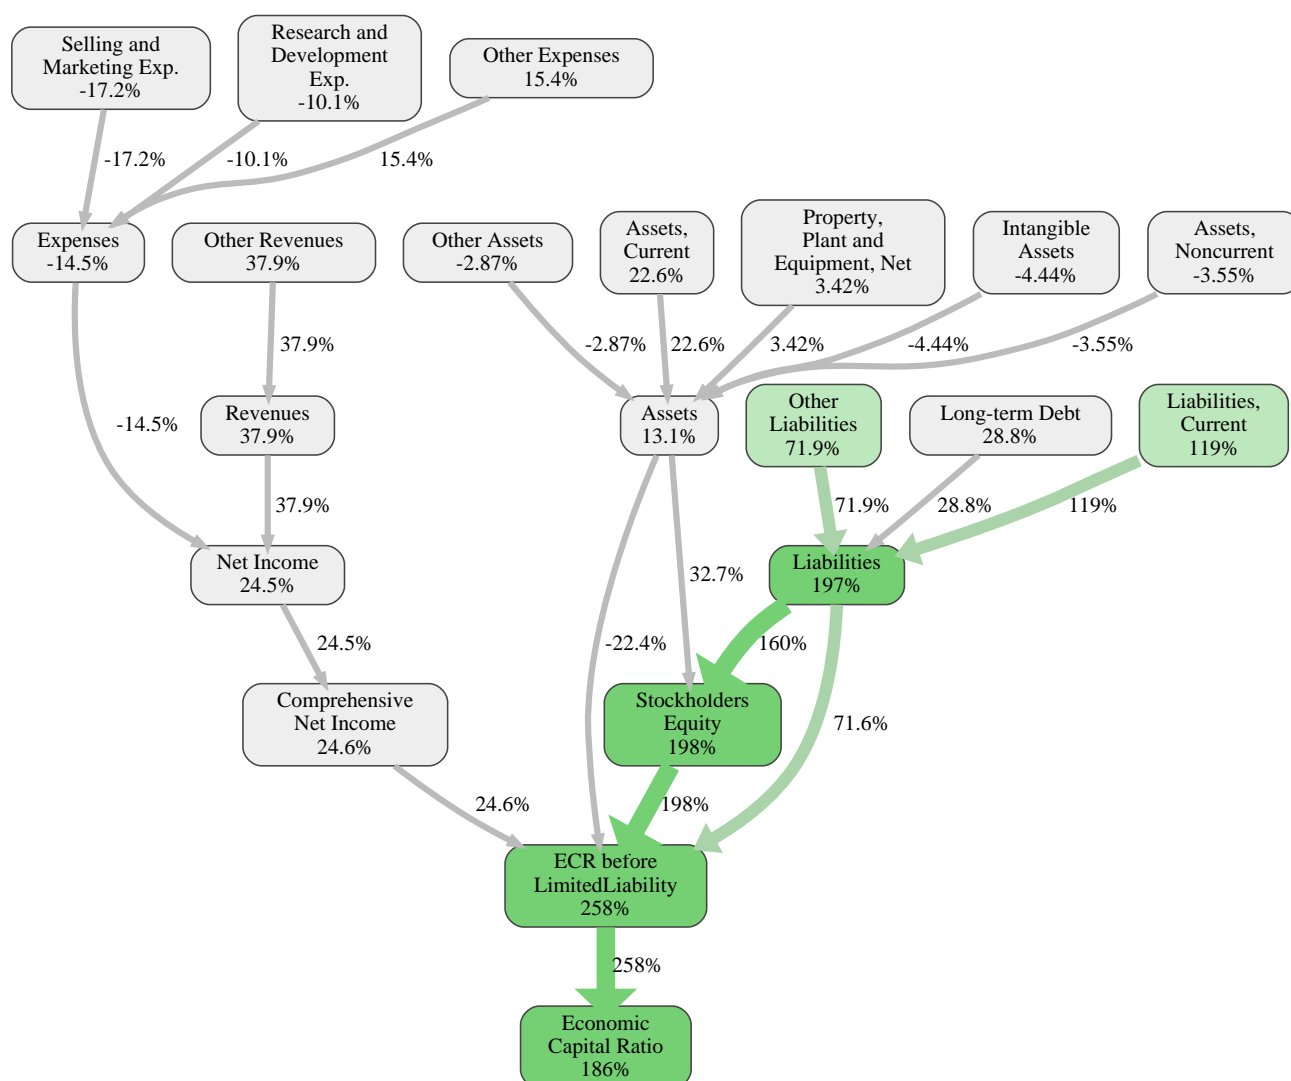 Selling and
Marketing Exp.
-17.2%
Research and
Development
Exp.
-10.1%
Other Expenses
15.4%
-17.2%
-10.1%
15.4%
Expenses
-14.5%
Other Revenues
37.9%
Other Assets
-2.87%
Assets,
Current
22.6%
Property,
Plant and
Equipment, Net
3.42%
Intangible
Assets
-4.44%
Assets,
Noncurrent
-3.55%
37.9%
-2.87%
22.6%
3.42%
-4.44%
-3.55%
-14.5%
Revenues
37.9%
Assets
13.1%
Other
Liabilities
71.9%
Long-term Debt
28.8%
Liabilities,
Current
119%
37.9%
71.9%
28.8%
119%
Net Income
24.5%
32.7%
Liabilities
197%
24.5%
-22.4%
160%
Comprehensive
Net Income
24.6%
Stockholders
Equity
198%
71.6%
24.6%
198%
ECR before
LimitedLiability
258%
258%
Economic
Capital Ratio
186%